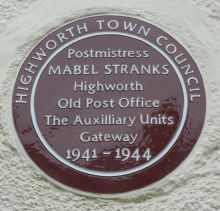 HIGHWORTH TOWN COUNCIL
Postmistress
MABEL STRANKS
Highworth
Old Post Office
The Auxilliary Units
Gateway
1941 - 1944